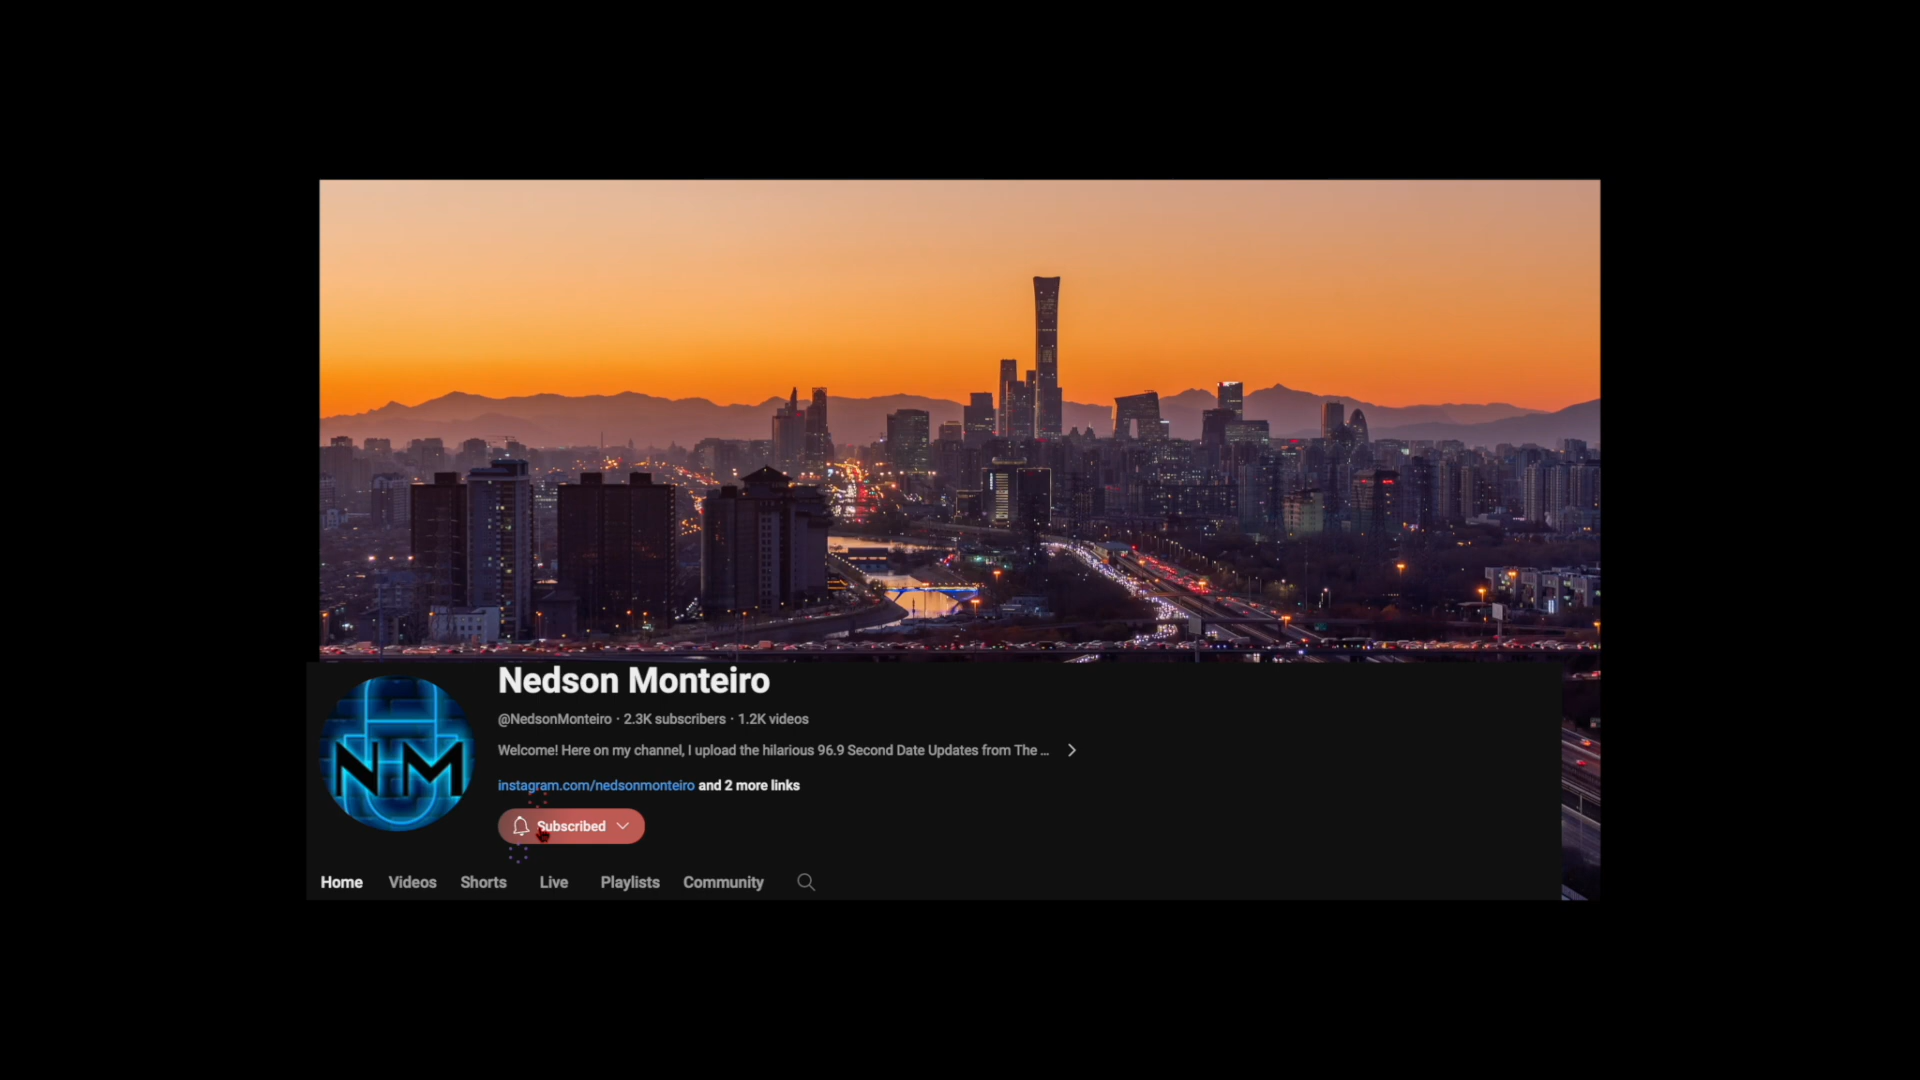 Nedson Monteiro
@NedsonMonteiro · 2.3K subscribers · 1.2K videos
Welcome! Here on my channel, I upload the hilarious 96.9 Second Date Updates from The ...
instagram.com/nedsonmonteiro and 2 more links
NM
Subscribed
Home Videos Shorts Live Playlists Community